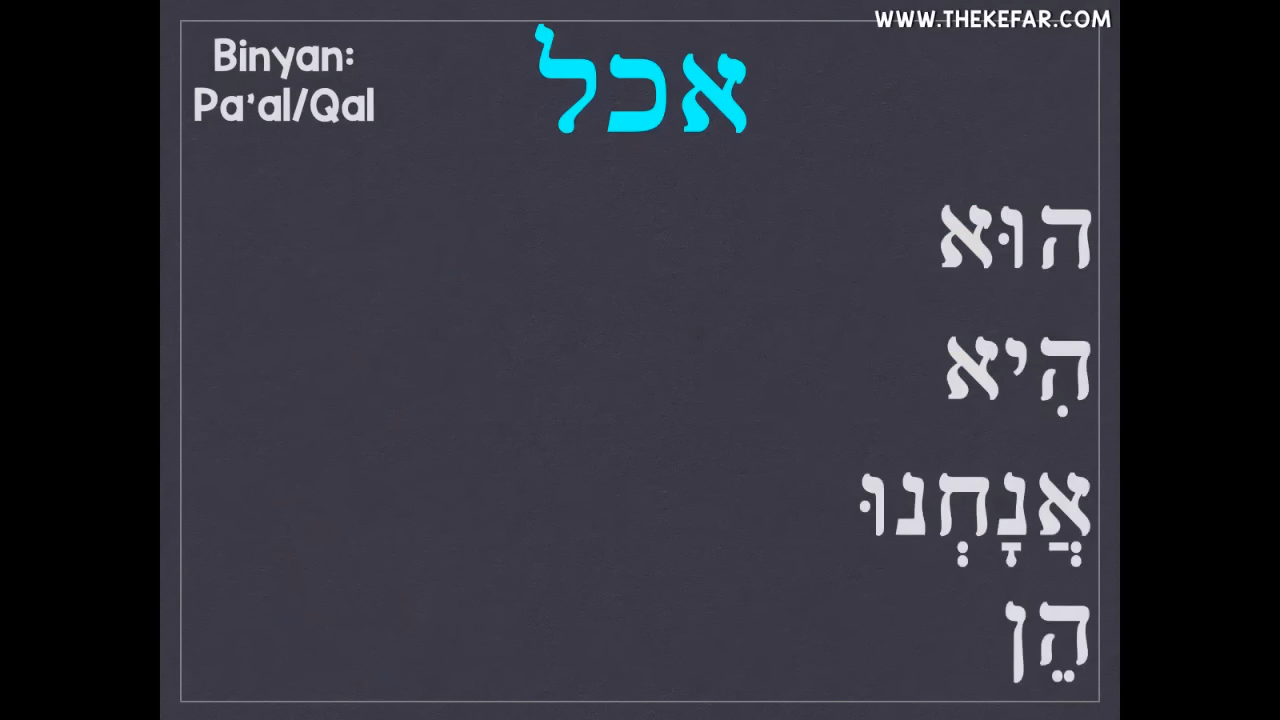 WWW.THEKEFAR.COM
Binyan:
Pa'al/Qal
אכל
הוּא
הִיא
אֲנָחְנוּ
הֵן